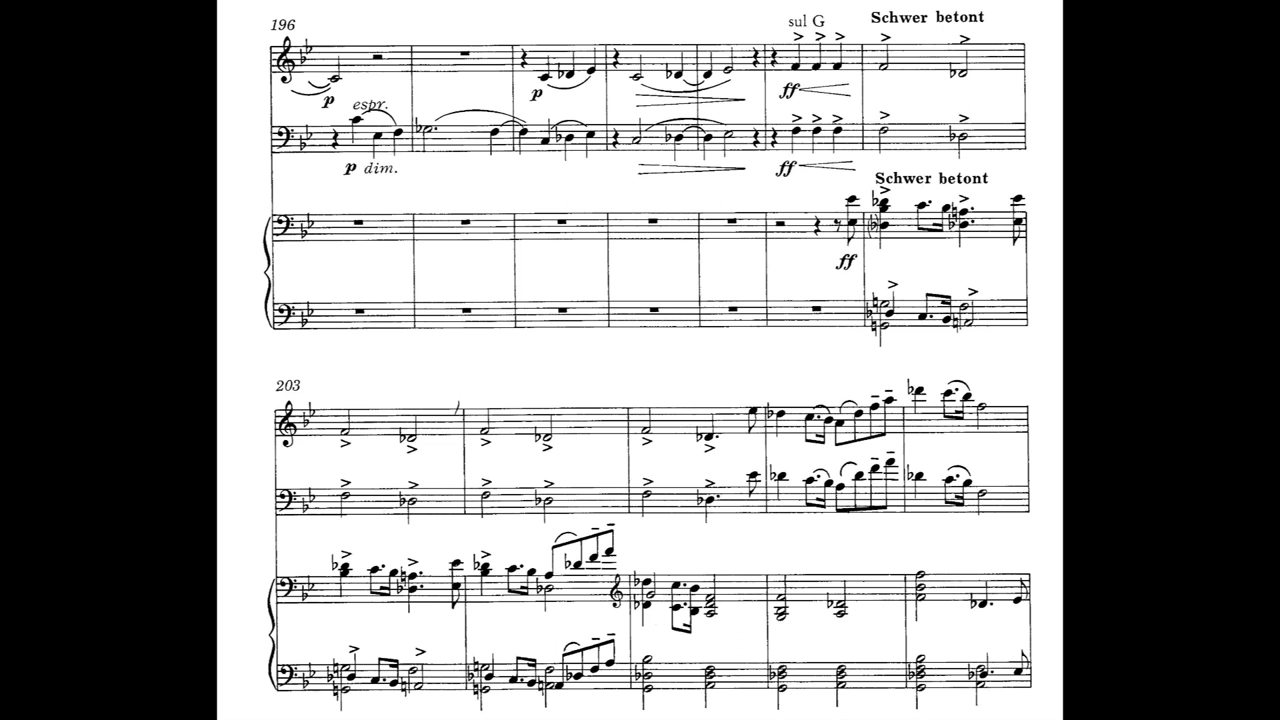 196
sul G
Schwer betont
p
ff
espr.
p dim.
ff
Schwer betont
ff
203